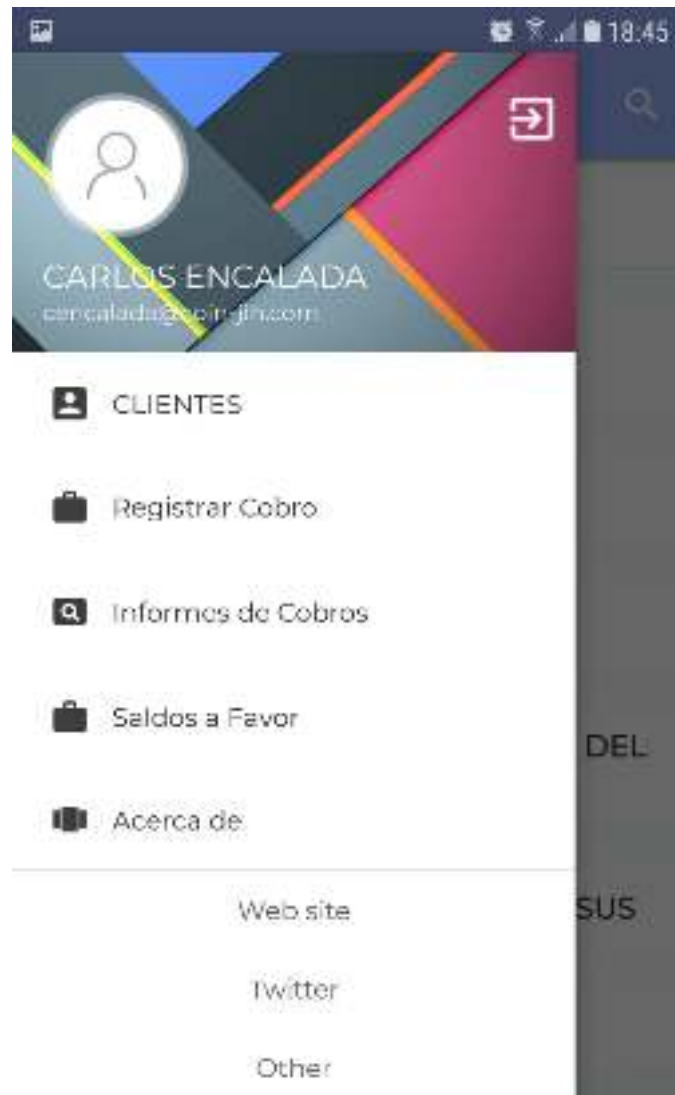 18:45
CARLOS ENCALADA
CLIENTES
Registrar Cobro
Informes de Cobros
Saldos a Favor
DEL
Acerca de
Web site
SUS
Twitter
Other